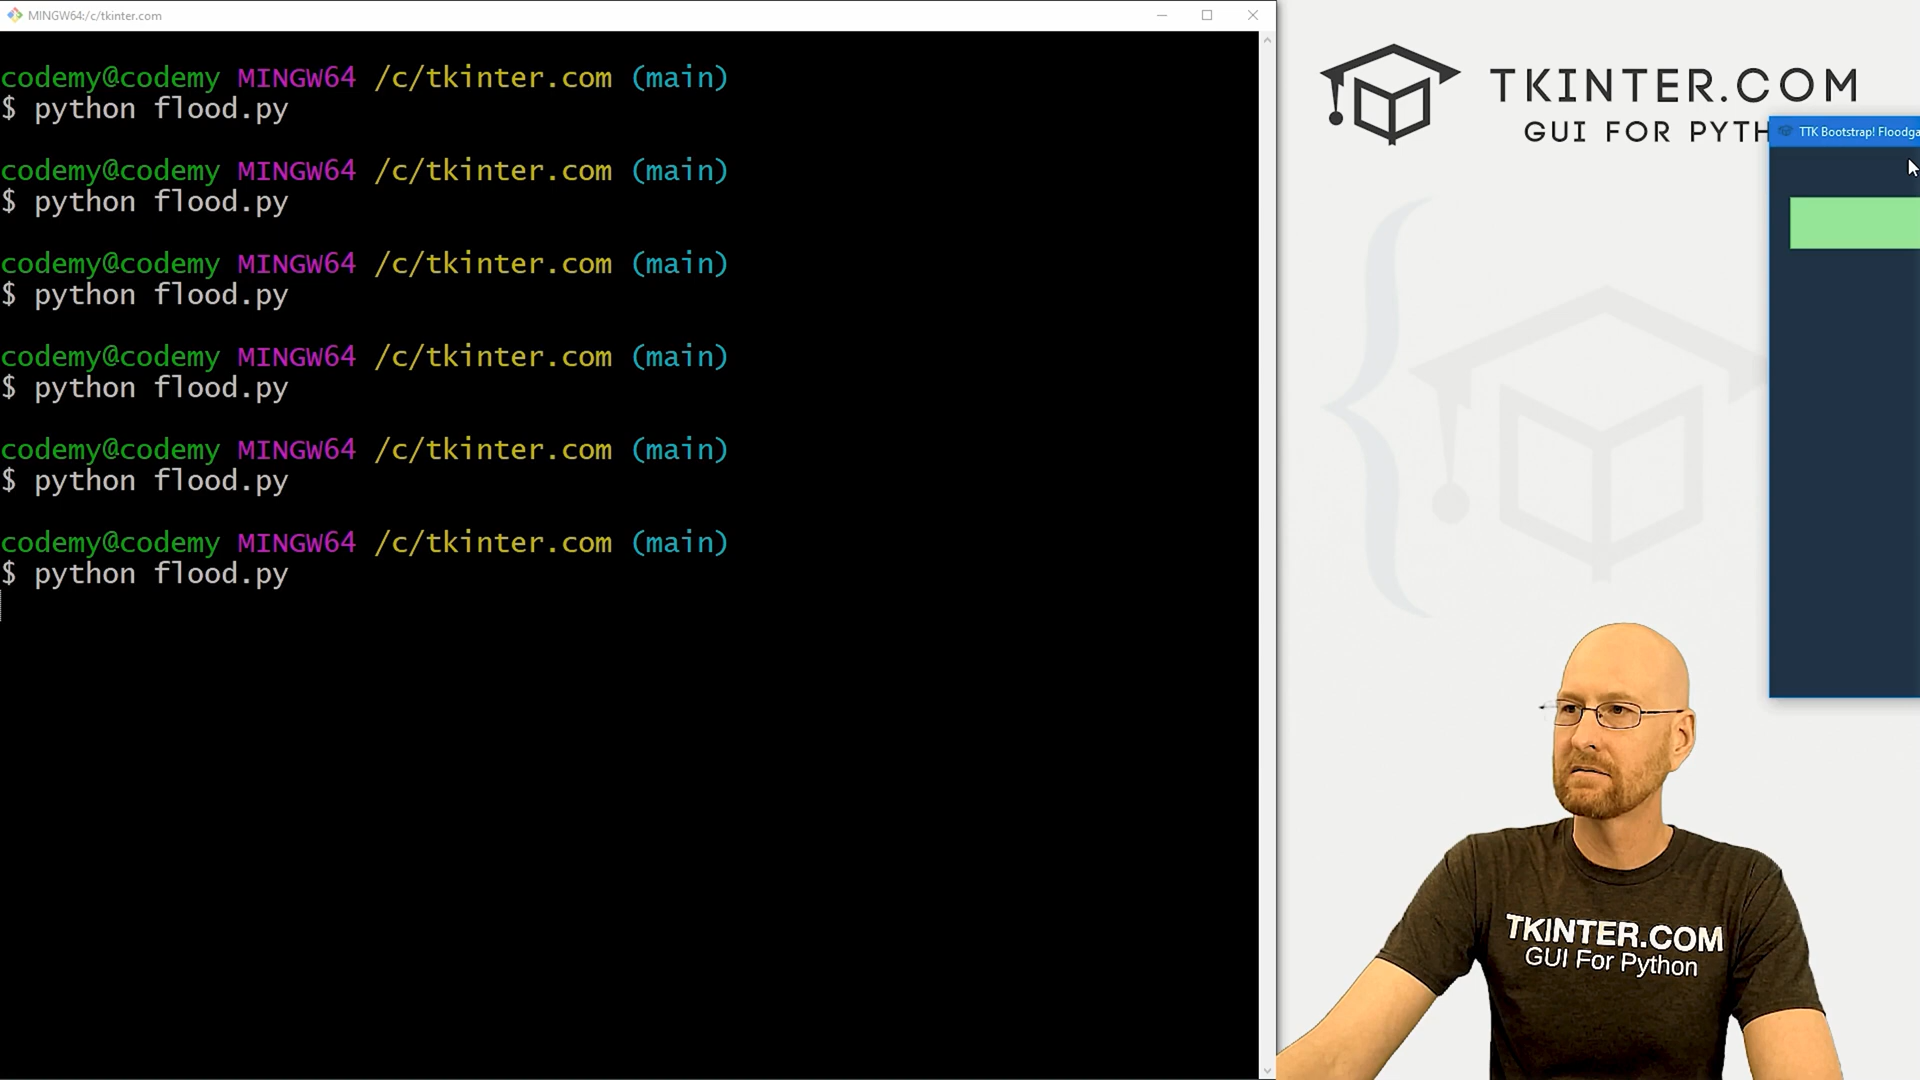 MINGW64:/c/tkinter.com
codemy@codemy MINGW64 /c/tkinter.com (main)
$ python flood.py
codemy@codemy MINGW64 /c/tkinter.com (main)
$ python flood.py
codemy@codemy MINGW64 /c/tkinter.com (main)
$ python flood.py
codemy@codemy MINGW64 /c/tkinter.com (main)
$ python flood.py
codemy@codemy MINGW64 /c/tkinter.com (main)
$ python flood.py
codemy@codemy MINGW64 /c/tkinter.com (main)
$ python flood.py
TKINTER.COM
GUI FOR PYTH
TTK Bootstrap! Floodga
TKINTER.COM
GUI For Python